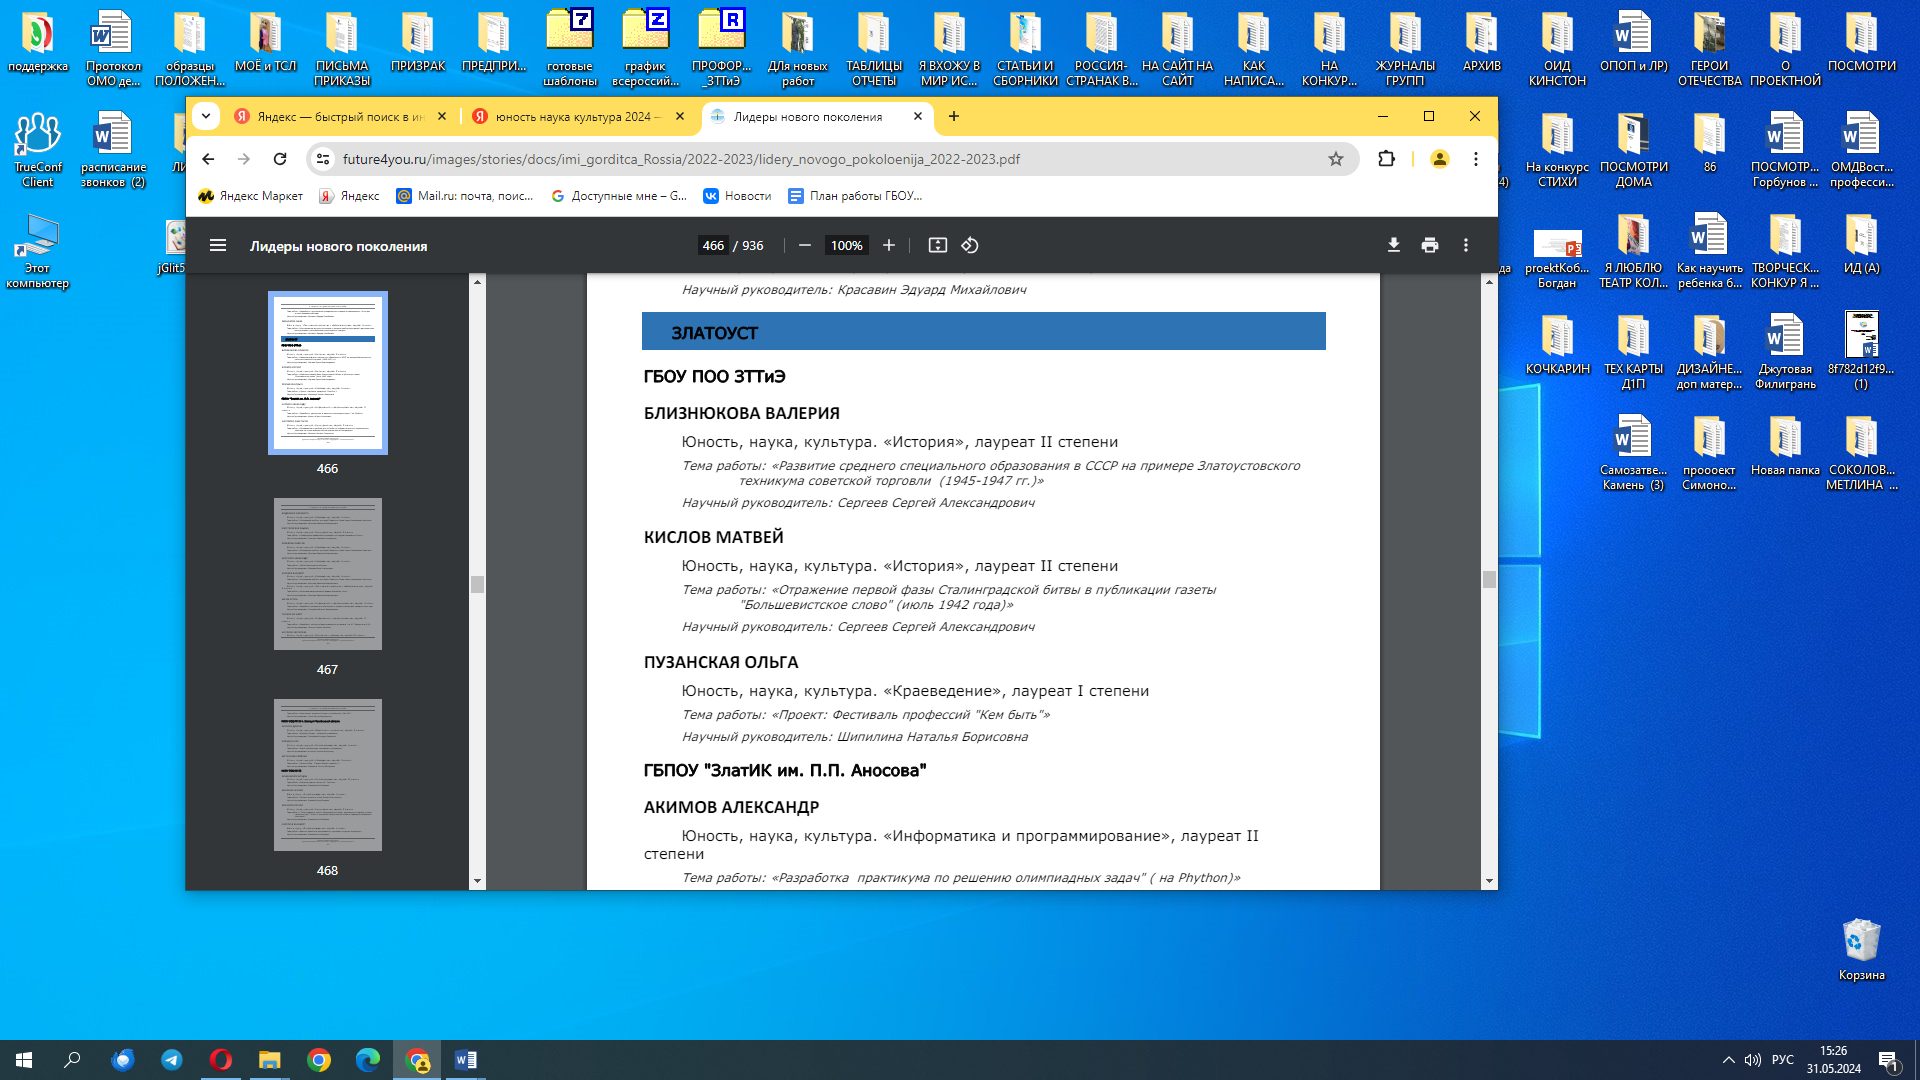 поддержка
Протокол ОМО де...
образцы ПОЛОЖЕН...
МОЁ и ТСЛ
ПИСЬМА ПРИКАЗЫ
ПРИЗРАК
ПРЕДПРИ...
готовые шаблоны
график всероссий...
ПРОФОР... _ЗТТиЭ
Для новых работ
ТАБЛИЦЫ ОТЧЕТЫ
Я ВХОЖУ В МИР ИС...
СТАТЬИ И СБОРНИКИ
РОССИЯ- СТРАНАК В...
НА САЙТ НА САЙТ
КАК НАПИСА...
НА КОНКУР...
ЖУРНАЛЫ ГРУПП
АРХИВ
ОИД КИНСТОН
ОПОП и ЛР)
ГЕРОИ ОТЕЧЕСТВА
О ПРОЕКТНОЙ
ПОСМОТРИ
TrueConf Client
расписание звонков (2)
Этот компьютер
Яндекс — быстрый поиск в ин
юность наука культура 2024 —
Лидеры нового поколения
future4you.ru/images/stories/docs/imi_gorditca_Rossia/2022-2023/lidery_novogo_pokoloenija_2022-2023.pdf
Яндекс Маркет
Яндекс
Mail.ru: почта, поис...
Доступные мне – G...
Новости
План работы ГБОУ...
Лидеры нового поколения
466 / 936
100%
466
467
468
Научный руководитель: Красавин Эдуард Михайлович
ЗЛАТОУСТ
ГБОУ ПОО ЗТТиЭ
БЛИЗНЮКОВА ВАЛЕРИЯ
Юность, наука, культура. «История», лауреат II степени
Тема работы: «Развитие среднего специального образования в СССР на примере Златоустовского
техникума советской торговли (1945-1947 гг.)»
Научный руководитель: Сергеев Сергей Александрович
КИСЛОВ МАТВЕЙ
Юность, наука, культура. «История», лауреат II степени
Тема работы: «Отражение первой фазы Сталинградской битвы в публикации газеты
"Большевистское слово" (июль 1942 года)»
Научный руководитель: Сергеев Сергей Александрович
ПУЗАНСКАЯ ОЛЬГА
Юность, наука, культура. «Краеведение», лауреат I степени
Тема работы: «Проект: Фестиваль профессий "Кем быть"»
Научный руководитель: Шипилина Наталья Борисовна
ГБПОУ "ЗлатИК им. П.П. Аносова"
АКИМОВ АЛЕКСАНДР
Юность, наука, культура. «Информатика и программирование», лауреат II
степени
Тема работы: «Разработка практикума по решению олимпиадных задач" ( на Phython)»
На конкурс СТИХИ
ПОСМОТРИ ДОМА
86
ПОСМОТР... Горбунов ...
ОМДВост... професси...
proektКоб... Богдан
Я ЛЮБЛЮ ТЕАТР КОЛ...
Как научить ребенка б...
ТВОРЧЕСК... КОНКУР Я ...
ИД (А)
КОЧКАРИН
ТЕХ КАРТЫ Д1П
ДИЗАЙНЕ... доп матер...
Джутовая Филигрань
8f782d12f9... (1)
Самозатве... Камень (3)
проооект Симоно...
Новая папка
СОКОЛОВ... МЕТЛИНА ...
Корзина
РУС
15:26
31.05.2024
1